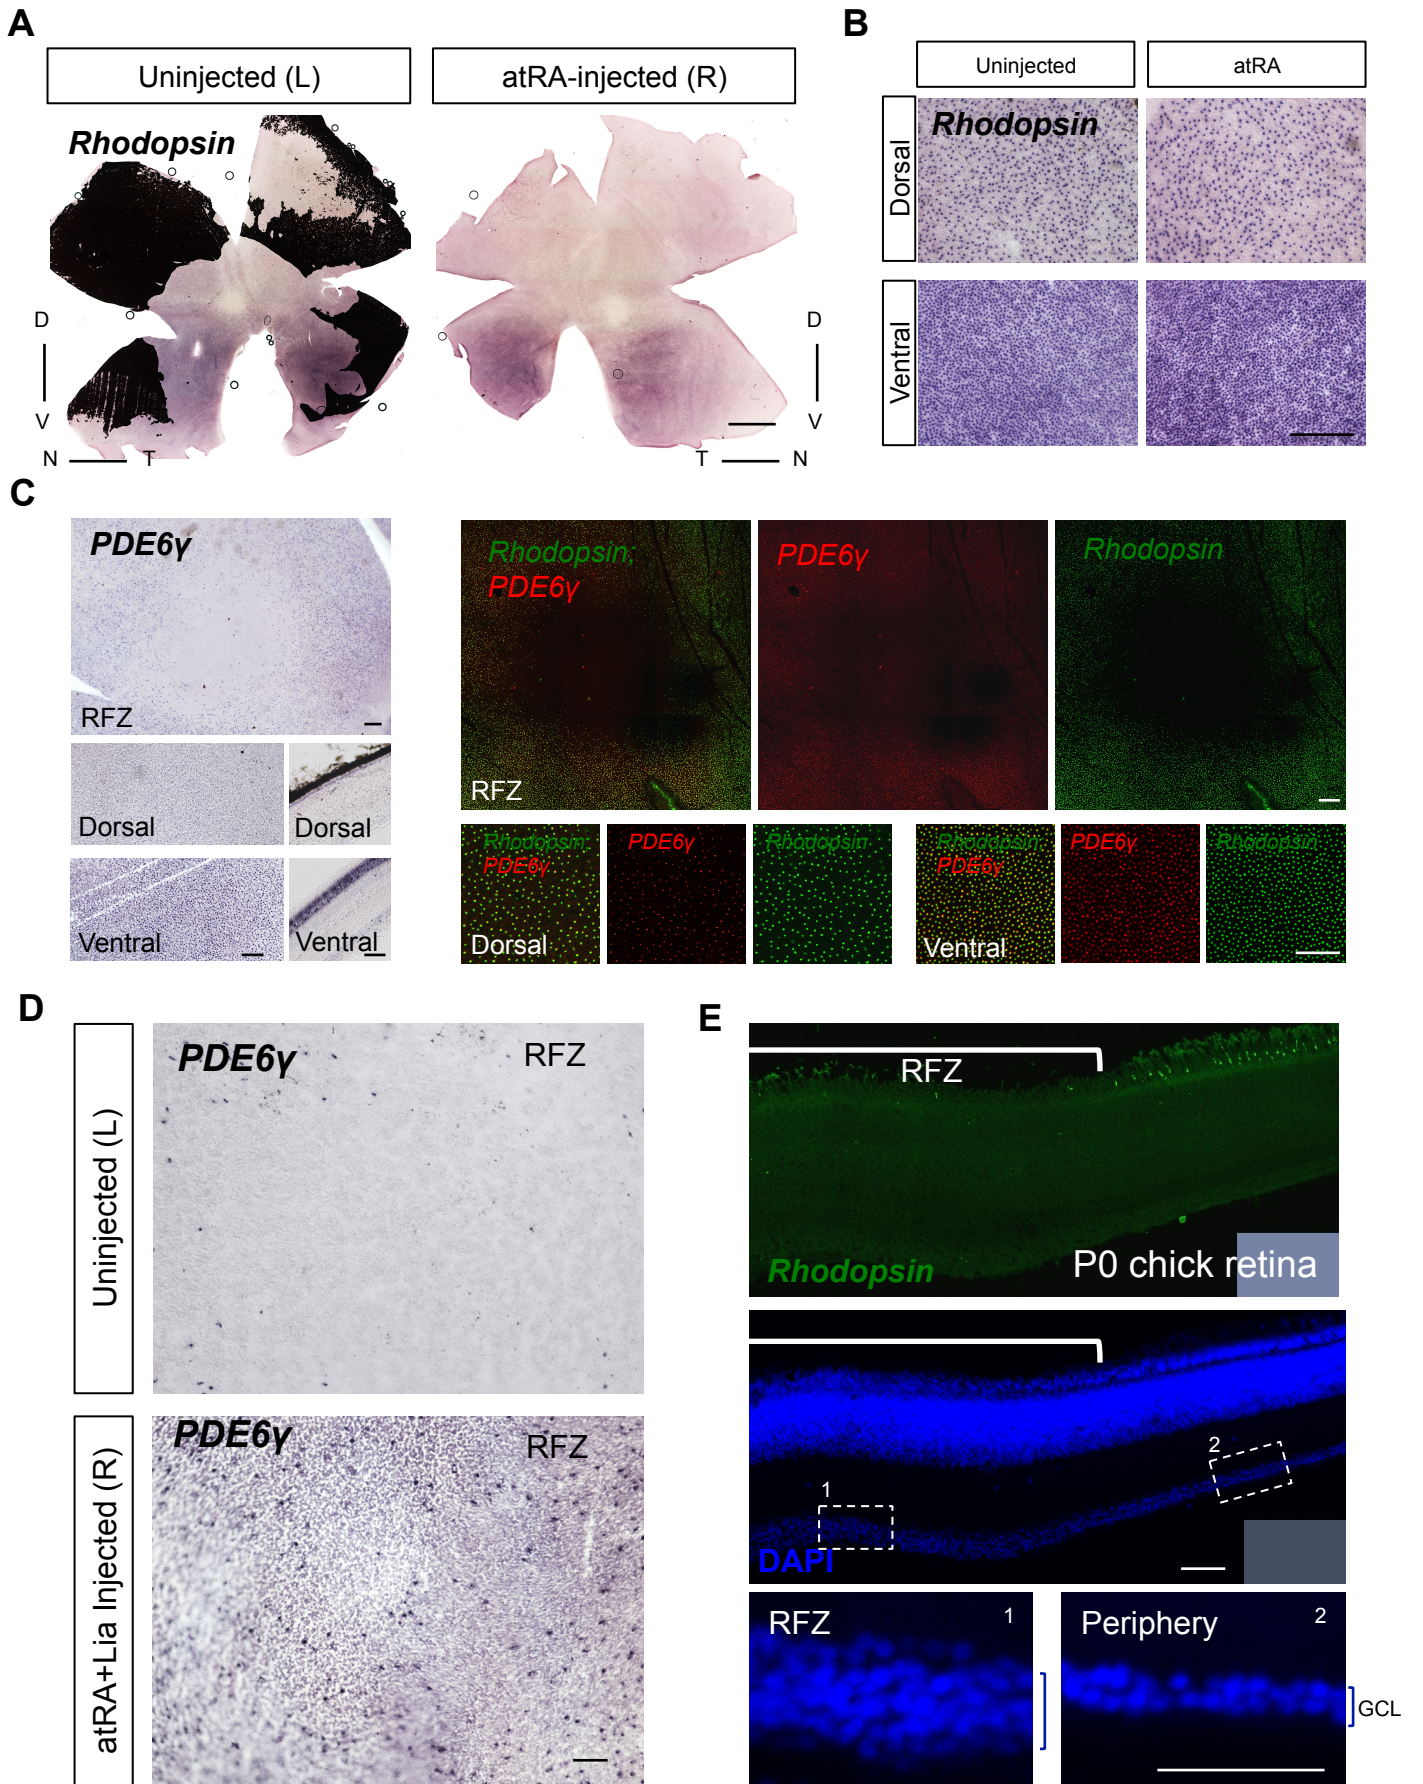 A
Uninjected (L)
atRA-injected (R)
Rhodopsin
D
V
N
T
D
V
T
N
B
Uninjected
atRA
Dorsal
Rhodopsin
Ventral
C
PDE6γ
RFZ
Dorsal
Dorsal
Ventral
Ventral
Rhodopsin;
PDE6γ
RFZ
PDE6γ
Rhodopsin
Rhodopsin;
PDE6γ
Dorsal
PDE6γ
Rhodopsin
Rhodopsin;
PDE6γ
Ventral
PDE6γ
Rhodopsin
D
Uninjected (L)
PDE6γ
RFZ
atRA+Lia Injected (R)
PDE6γ
RFZ
E
RFZ
Rhodopsin
P0 chick retina
1
2
DAPI
RFZ
1
Periphery
2
GCL